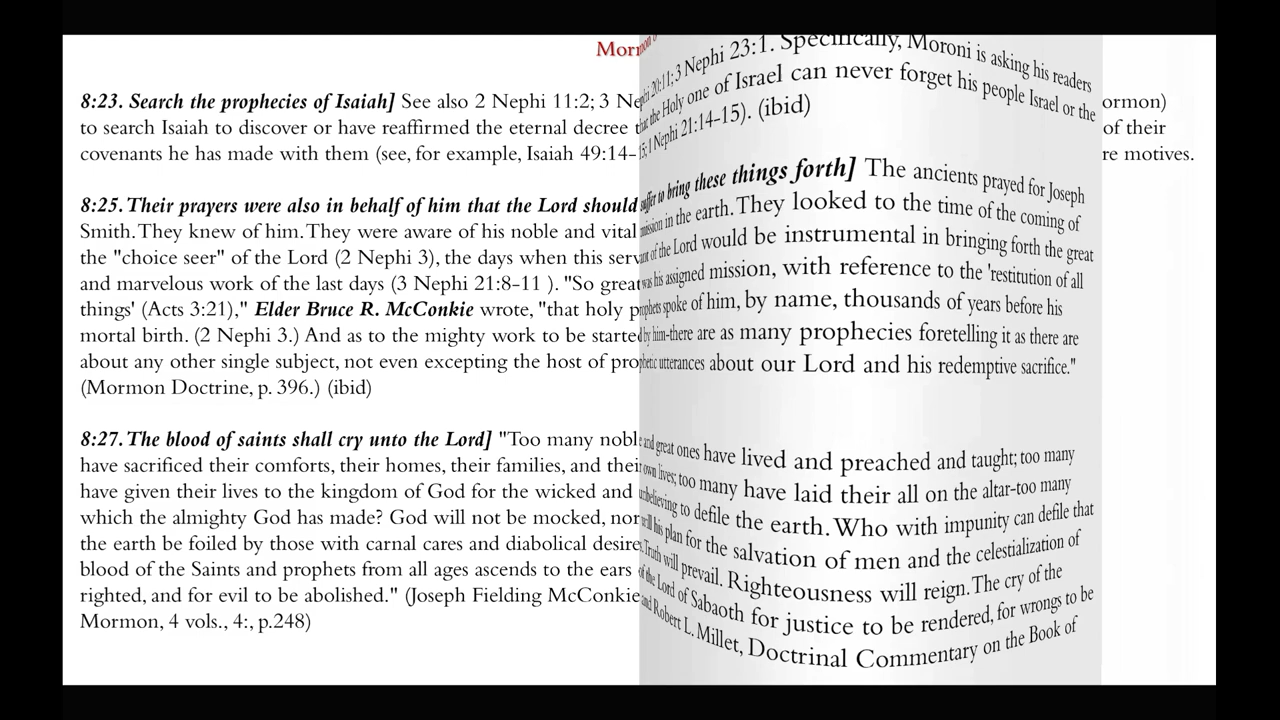 8:23. Search the prophecies of Isaiah] See also 2 Nephi 11:2; 3 Nephi 20:11; 3 Nephi 23:1. Specifically, Moroni is asking his readers
to search Isaiah to discover or have reaffirmed the eternal decree that the Holy one of Israel can never forget his people Israel or the
covenants he has made with them (see, for example, Isaiah 49:14-15; 1 Nephi 21:14-15). (ibid)
of their
motives.
8:25. Their prayers were also in behalf of him that the Lord should suffer to bring these things forth] The ancients prayed for Joseph
Smith. They knew of him. They were aware of his noble and vital mission in the earth. They looked to the time of the coming of
the "choice seer" of the Lord (2 Nephi 3), the days when this servant of the Lord would be instrumental in bringing forth the great
and marvelous work of the last days (3 Nephi 21:8-11 ). "So great was his assigned mission, with reference to the 'restitution of all
things' (Acts 3:21)," Elder Bruce R. McConkie wrote, "that holy prophets spoke of him, by name, thousands of years before his
mortal birth. (2 Nephi 3.) And as to the mighty work to be started by him-there are as many prophecies foretelling it as there are
about any other single subject, not even excepting the host of prophetic utterances about our Lord and his redemptive sacrifice."
(Mormon Doctrine, p. 396.) (ibid)
8:27. The blood of saints shall cry unto the Lord] "Too many noble and great ones have lived and preached and taught; too many
have sacrificed their comforts, their homes, their families, and their own lives; too many have laid their all on the altar-too many
have given their lives to the kingdom of God for the wicked and unbelieving to defile the earth. Who with impunity can defile that
which the almighty God has made? God will not be mocked, nor will his plan for the salvation of men and the celestialization of
the earth be foiled by those with carnal cares and diabolical desires. Truth will prevail. Righteousness will reign. The cry of the
blood of the Saints and prophets from all ages ascends to the ears of the Lord of Sabaoth for justice to be rendered, for wrongs to be
righted, and for evil to be abolished." (Joseph Fielding McConkie and Robert L. Millet, Doctrinal Commentary on the Book of
Mormon, 4 vols., 4:, p.248)